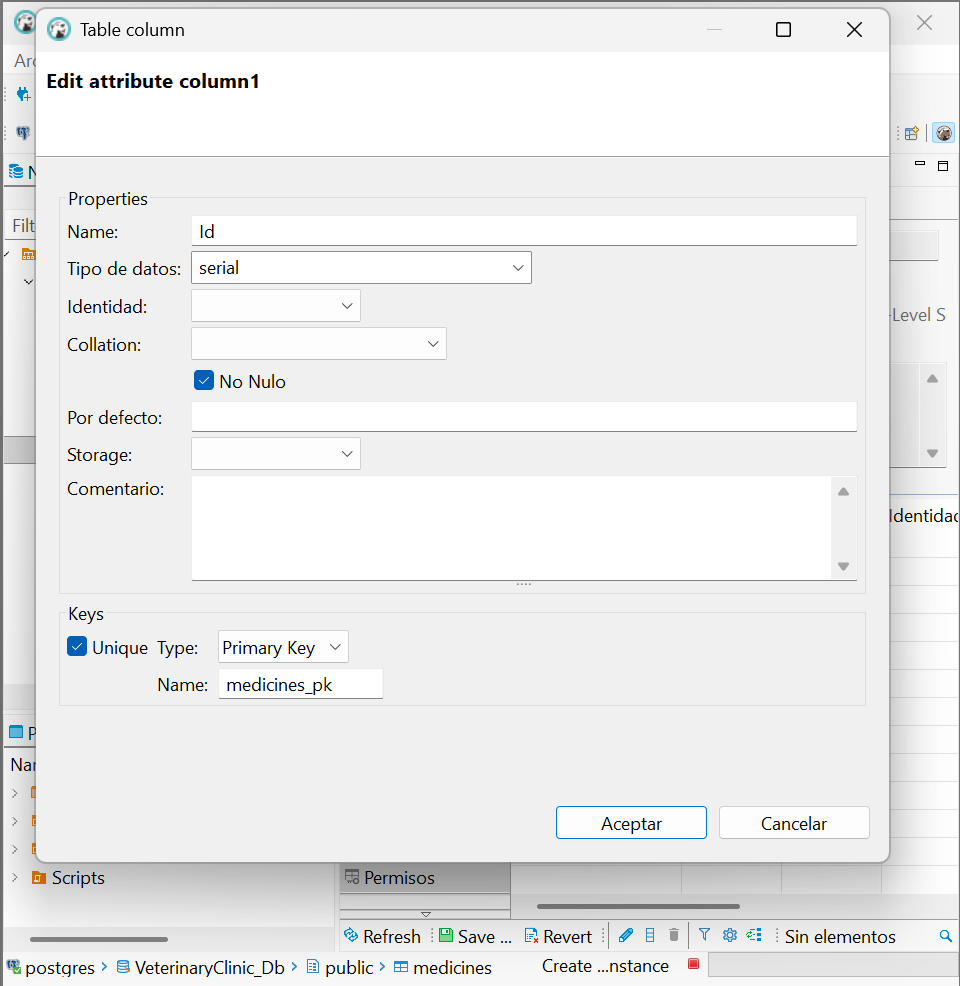 Table column
Edit attribute column1
Filt
Properties
Name: Id
Tipo de datos: serial
Identidad:
-Level S
Collation:
No Nulo
Por defecto:
Storage:
Comentario:
Identidad
Keys
Unique Type: Primary Key
Name: medicines_pk
Aceptar Cancelar
Scripts
Permisos
Refresh Save ... Revert Sin elementos
postgres VeterinaryClinic_Db public medicines Create ...nstance